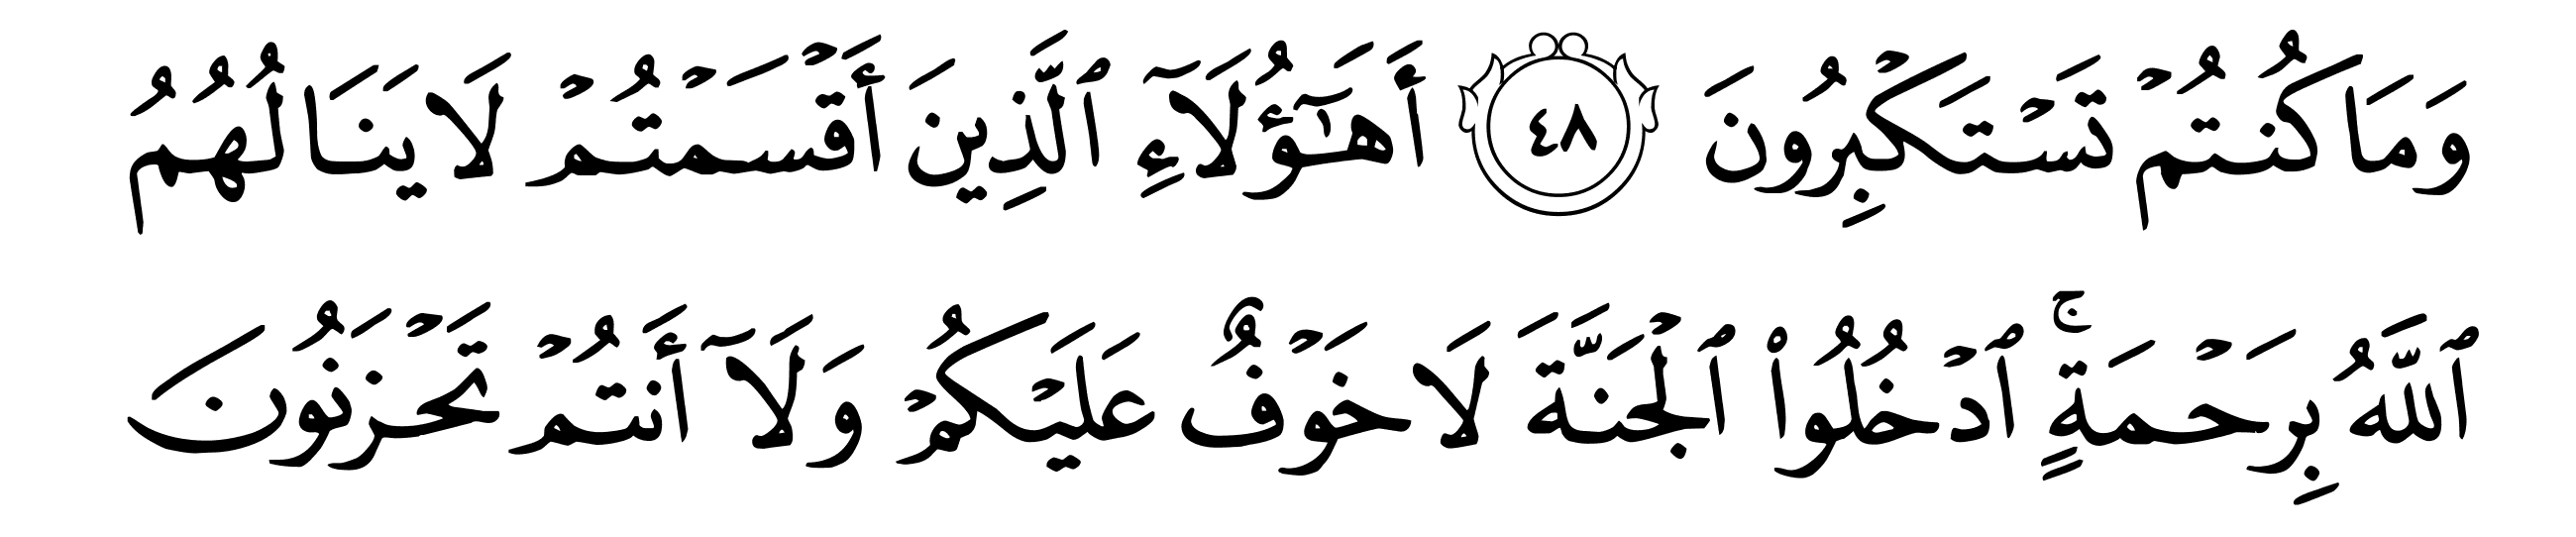 وَمَا كُنتُمْ تَسْتَكْبِرُونَ ٤٨ أَهَٰٓؤُلَآءِ ٱلَّذِينَ أَقْسَمْتُمْ لَا يَنَالُهُمُ
ٱللَّهُ بِرَحْمَةٍۚ ٱدْخُلُوا۟ ٱلْجَنَّةَ لَا خَوْفٌ عَلَيْكُمْ وَلَآ أَنتُمْ تَحْزَنُونَ